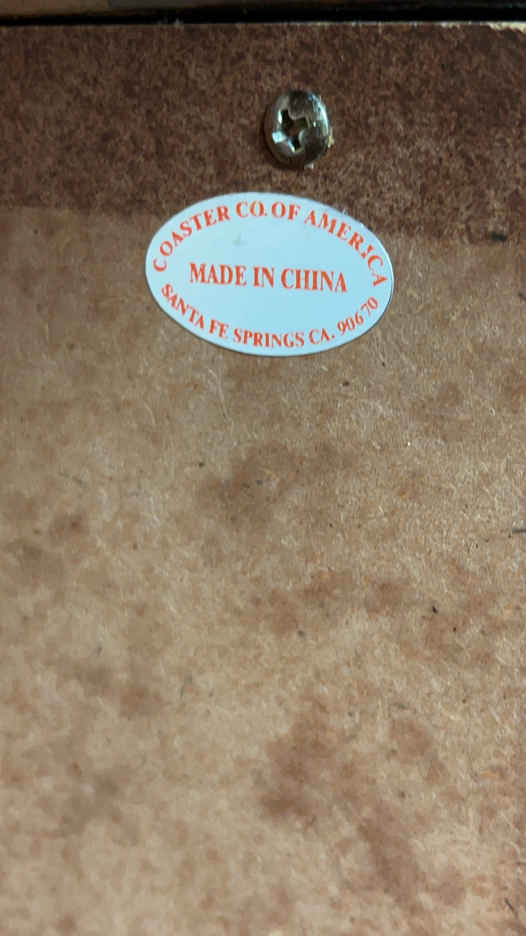 COASTER CO. OF AMERICA
MADE IN CHINA
SANTA FE SPRINGS CA. 90670